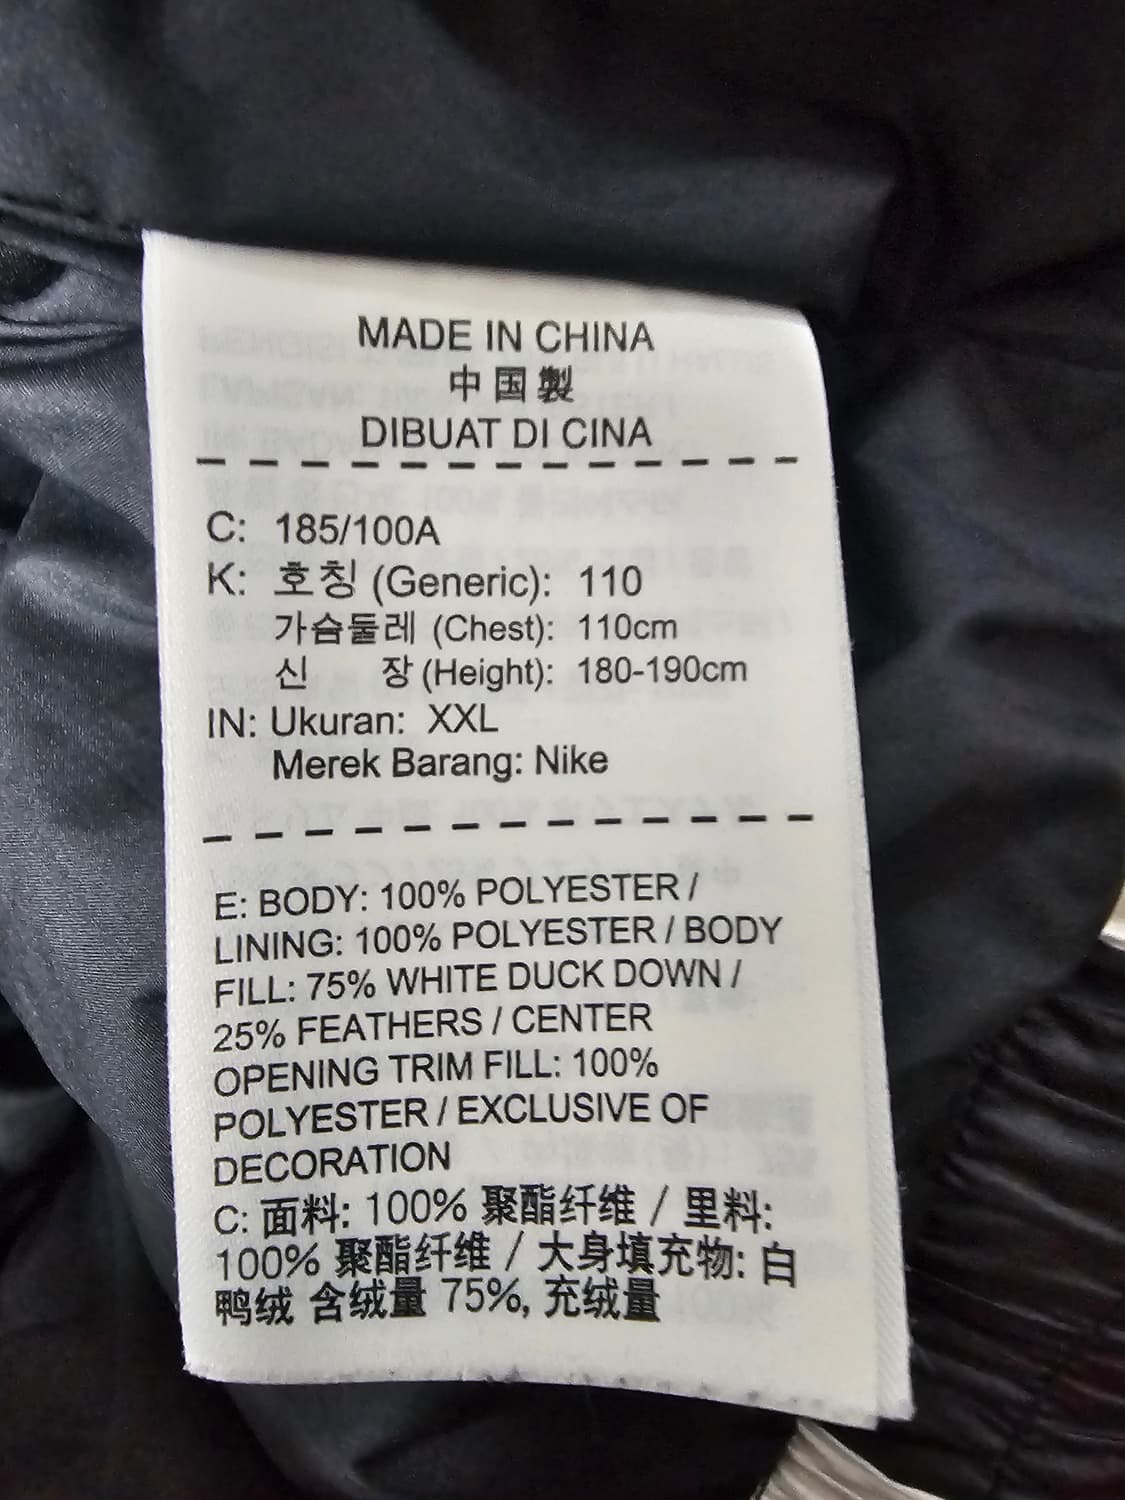 MADE IN CHINA
中国製
DIBUAT DI CINA
C: 185/100A
K: 호칭 (Generic): 110
가슴둘레 (Chest): 110cm
신 장 (Height): 180-190cm
IN: Ukuran: XXL
Merek Barang: Nike
E: BODY: 100% POLYESTER /
LINING: 100% POLYESTER / BODY
FILL: 75% WHITE DUCK DOWN /
25% FEATHERS / CENTER
OPENING TRIM FILL: 100%
POLYESTER / EXCLUSIVE OF
DECORATION
C: 面料: 100% 聚酯纤维 / 里料:
100% 聚酯纤维 / 大身填充物: 白
鸭绒 含绒量 75%, 充绒量